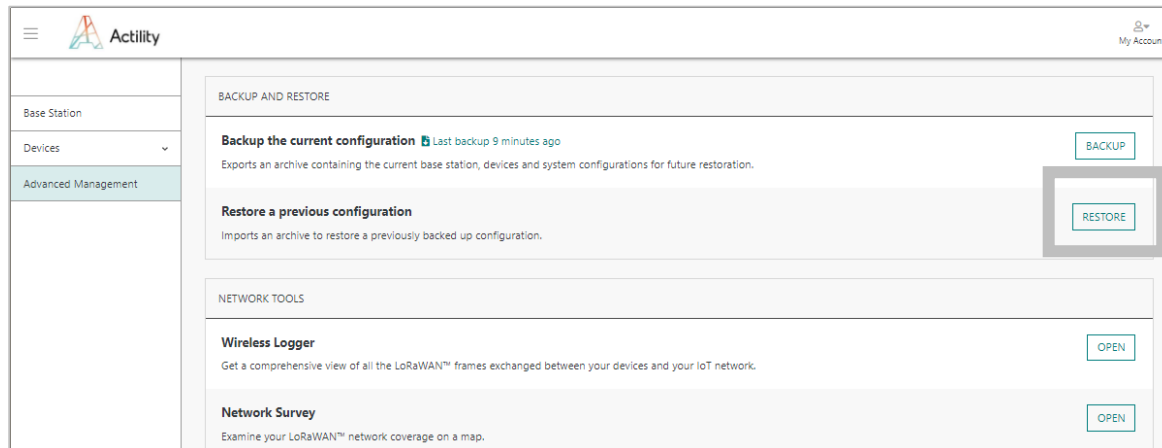 Actility
My Accoun
Base Station
Devices
Advanced Management
BACKUP AND RESTORE
Backup the current configuration Last backup 9 minutes ago
Exports an archive containing the current base station, devices and system configurations for future restoration.
BACKUP
Restore a previous configuration
Imports an archive to restore a previously backed up configuration.
RESTORE
NETWORK TOOLS
Wireless Logger
Get a comprehensive view of all the LoRaWAN™ frames exchanged between your devices and your IoT network.
OPEN
Network Survey
Examine your LoRaWAN™ network coverage on a map.
OPEN